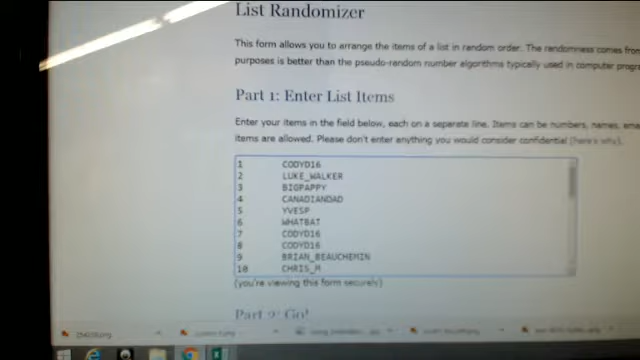 List Randomizer
This form allows you to arrange the items of a list in random order. The randomness comes from
purposes is better than the pseudo-random number algorithms typically used in computer progr
Part 1: Enter List Items
Enter your items in the field below, each on a separate line. Items can be numbers, names, ema
items are allowed. Please don't enter anything you would consider confidential (here's why).
1 CODYD16
2 LUKE_WALKER
3 BIGPAPPY
4 CANADIANDAD
5 YVESP
6 WHATBAT
7 CODYD16
8 CODYD16
9 BRIAN_BEAUCHEMIN
10 CHRIS_M
(you're viewing this form securely)
Part 2: Go!